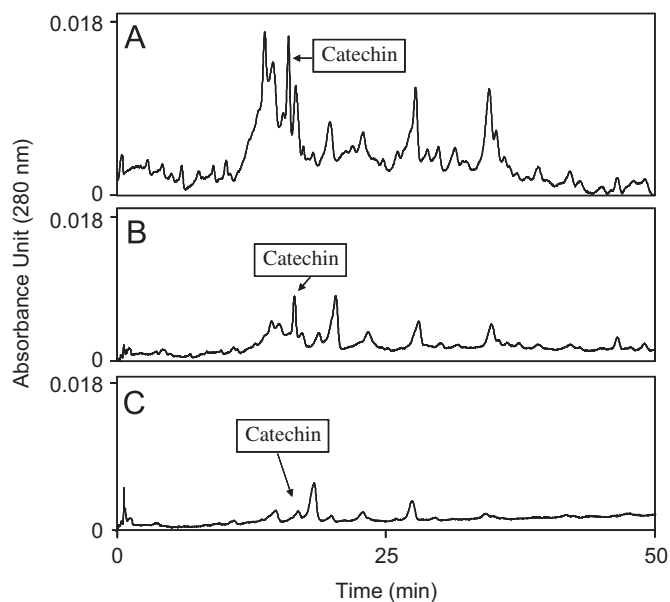 0.018
A
Catechin
0
Absorbance Unit (280 nm)
0.018
B
Catechin
0
0.018
C
Catechin
0
0
25
50
Time (min)